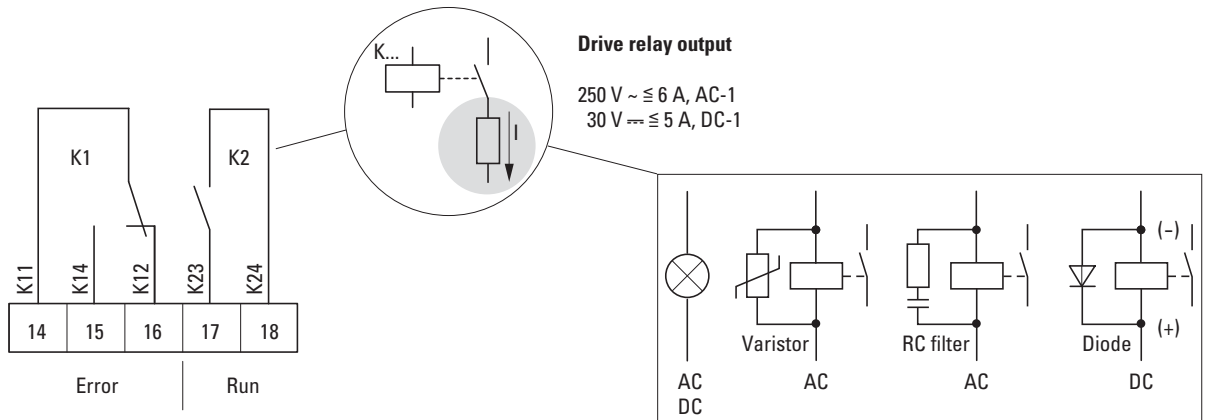 K...
I
Drive relay output
250 V ~ ≦ 6 A, AC-1
30 V ⎓ ≦ 5 A, DC-1
K1
K2
K11
K14
K12
K23
K24
14
15
16
17
18
Error
Run
Varistor
RC filter
Diode
(–)
(+)
AC
DC
AC
AC
DC